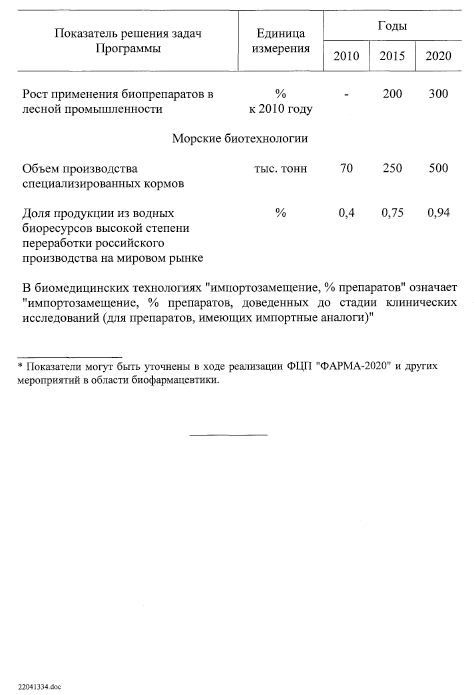 Показатель решения задач Программы
Единица измерения
Годы
2010 2015 2020
Рост применения биопрепаратов в % - 200 300
лесной промышленности к 2010 году
Морские биотехнологии
Объем производства тыс. тонн 70 250 500
специализированных кормов
Доля продукции из водных % 0,4 0,75 0,94
биоресурсов высокой степени
переработки российского
производства на мировом рынке
В биомедицинских технологиях "импортозамещение, % препаратов" означает
"импортозамещение, % препаратов, доведенных до стадии клинических
исследований (для препаратов, имеющих импортные аналоги)"
* Показатели могут быть уточнены в ходе реализации ФЦП "ФАРМА-2020" и других
мероприятий в области биофармацевтики.
22041334.doc